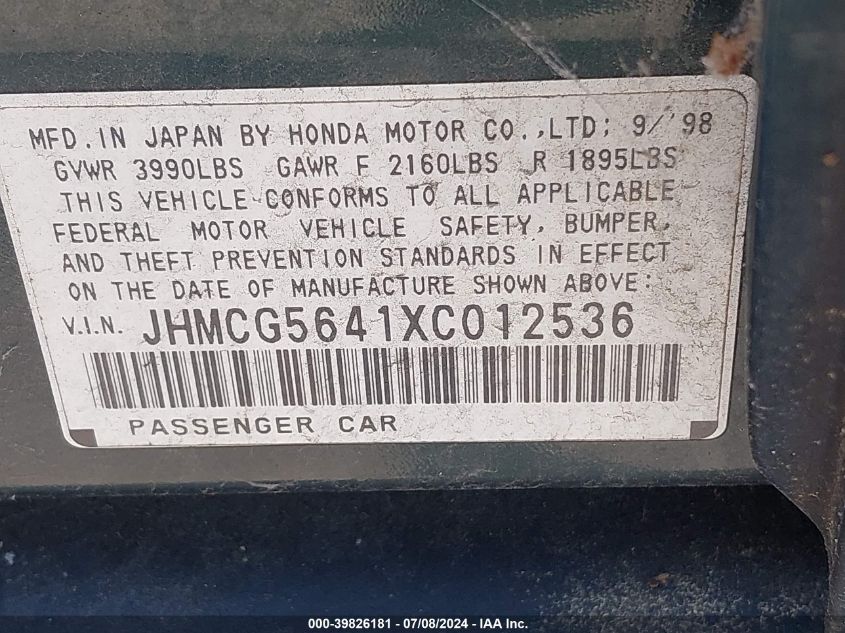 MFD. IN JAPAN BY HONDA MOTOR CO.,LTD; 9/'98
GVWR 3990LBS GAWR F 2160LBS R 1895LBS
THIS VEHICLE CONFORMS TO ALL APPLICABLE
FEDERAL MOTOR VEHICLE SAFETY, BUMPER,
AND THEFT PREVENTION STANDARDS IN EFFECT
ON THE DATE OF MANUFACTURE SHOWN ABOVE:
V.I.N. JHMCG5641XC012536
PASSENGER CAR
000-39826181 - 07/08/2024 - IAAI.COM